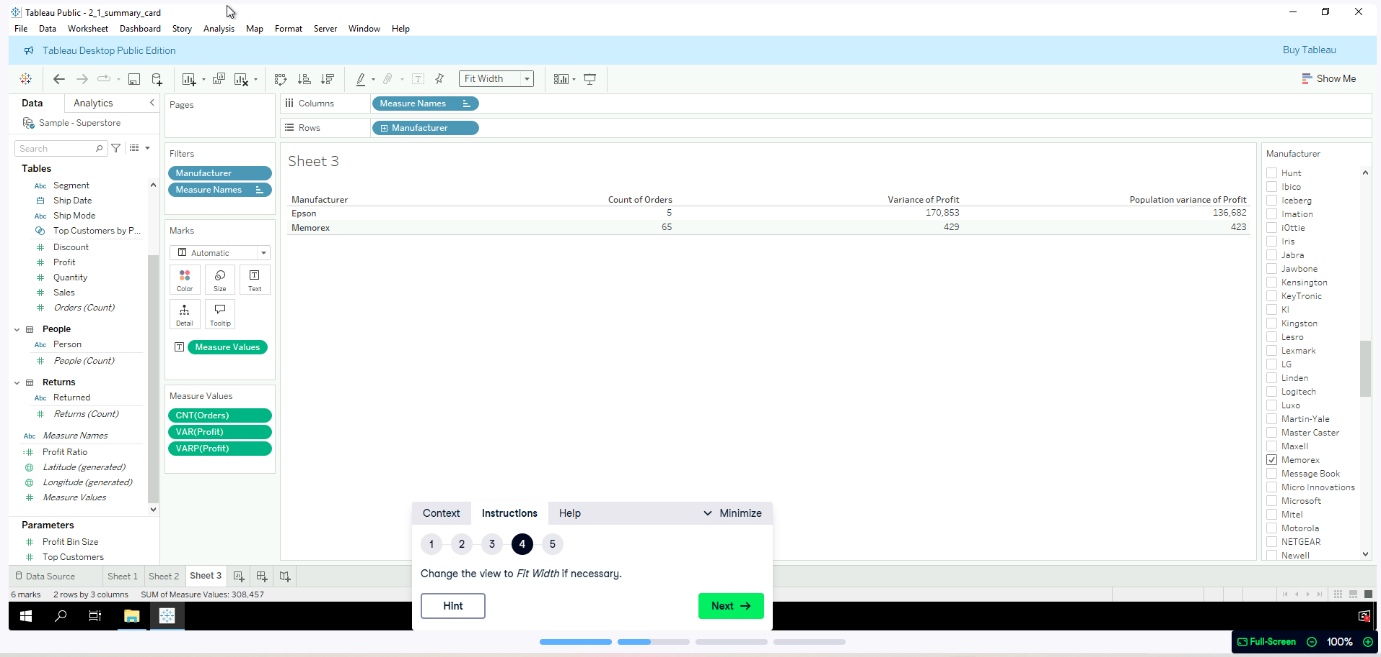 Tableau Public - 2_1_summary_card
File Data Worksheet Dashboard Story Analysis Map Format Server Window Help
Tableau Desktop Public Edition
Buy Tableau
Fit Width
Show Me
Data
Analytics
Sample - Superstore
Search
Tables
Abc Segment
Ship Date
Abc Ship Mode
Top Customers by P...
# Discount
# Profit
# Quantity
# Sales
# Orders (Count)
People
Abc Person
# People (Count)
Returns
Abc Returned
# Returns (Count)
Abc Measure Names
Profit Ratio
Latitude (generated)
Longitude (generated)
# Measure Values
Parameters
# Profit Bin Size
# Top Customers
Pages
Filters
Manufacturer
Measure Names
Marks
Automatic
Color Size Text
Detail Tooltip
Measure Values
Measure Values
CNT(Orders)
VAR(Profit)
VARP(Profit)
Columns
Measure Names
Rows
Manufacturer
Sheet 3
Manufacturer Count of Orders Variance of Profit Population variance of Profit
Epson 5 170,853 136,682
Memorex 65 429 423
Manufacturer
Hunt
Ibico
Iceberg
Imation
iOttie
Iris
Jabra
Jawbone
Kensington
KeyTronic
KI
Kingston
Lesro
Lexmark
LG
Linden
Logitech
Luxo
Martin-Yale
Master Caster
Maxell
Memorex
Message Book
Micro Innovations
Microsoft
Mitel
Motorola
NETGEAR
Newell
Context Instructions Help Minimize
1 2 3 4 5
Change the view to Fit Width if necessary.
Hint
Next
Data Source Sheet 1 Sheet 2 Sheet 3
6 marks 2 rows by 3 columns SUM of Measure Values: 308,457
Full-Screen 100%